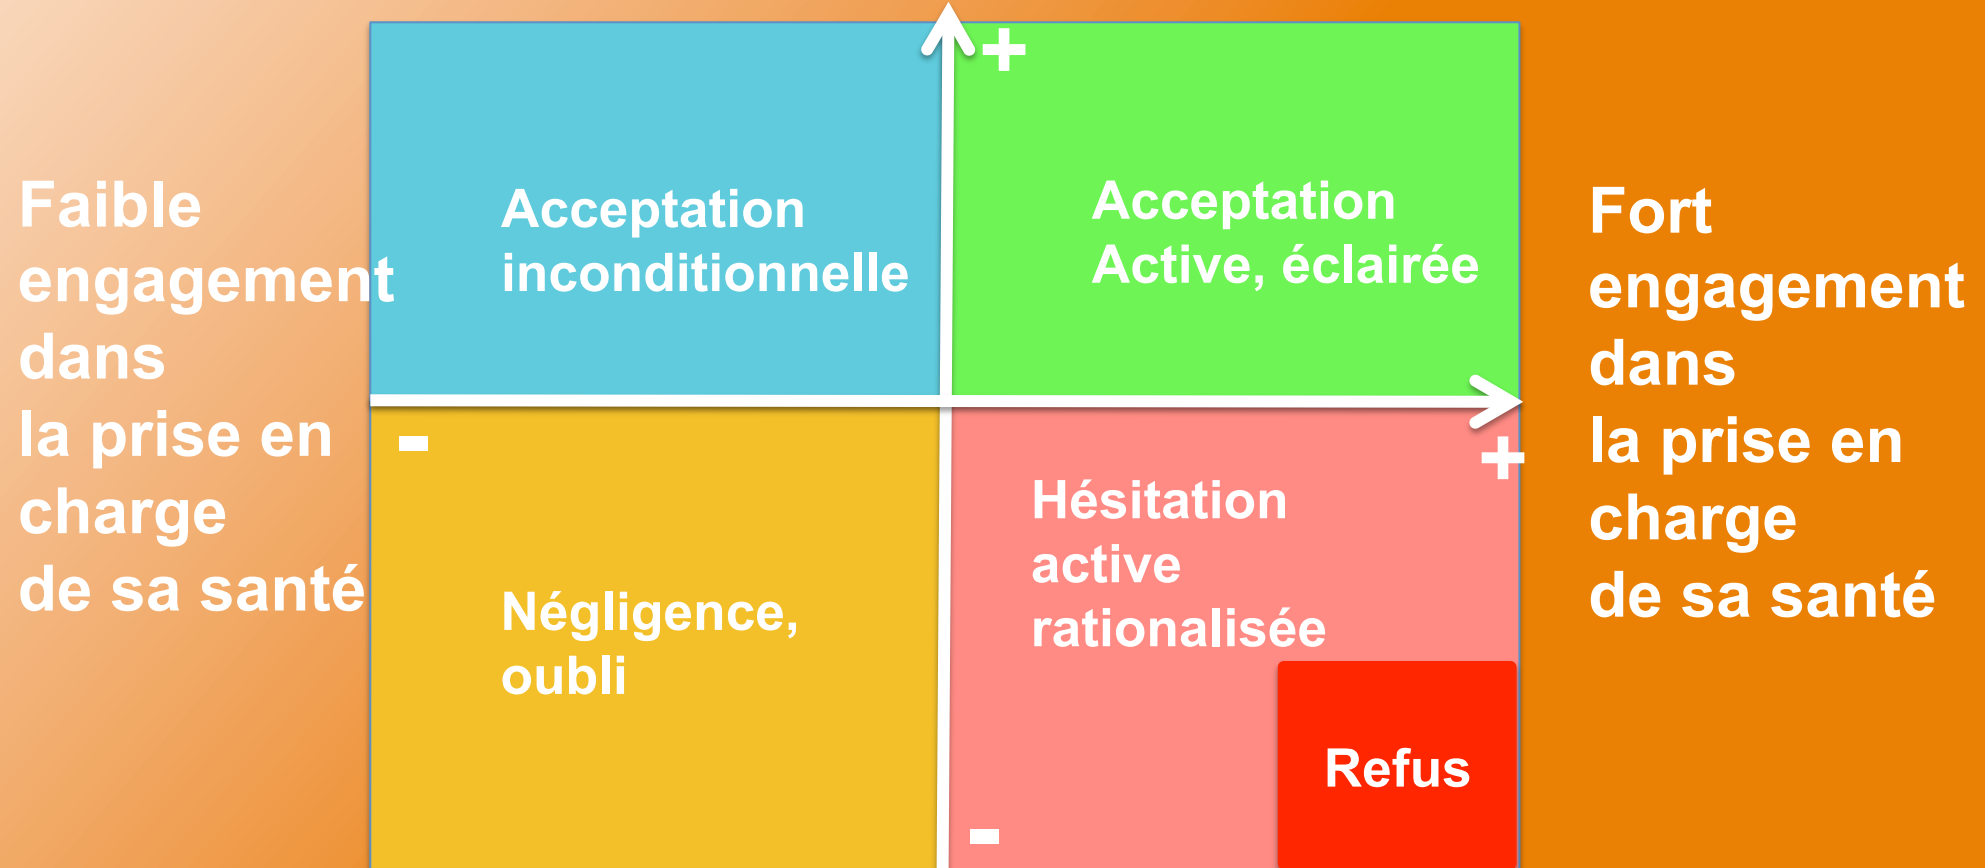 Faible
engagement
dans
la prise en
charge
de sa santé
+
Acceptation
inconditionnelle
Acceptation
Active, éclairée
-
+
Négligence,
oubli
Hésitation
active
rationalisée
Refus
-
Fort
engagement
dans
la prise en
charge
de sa santé